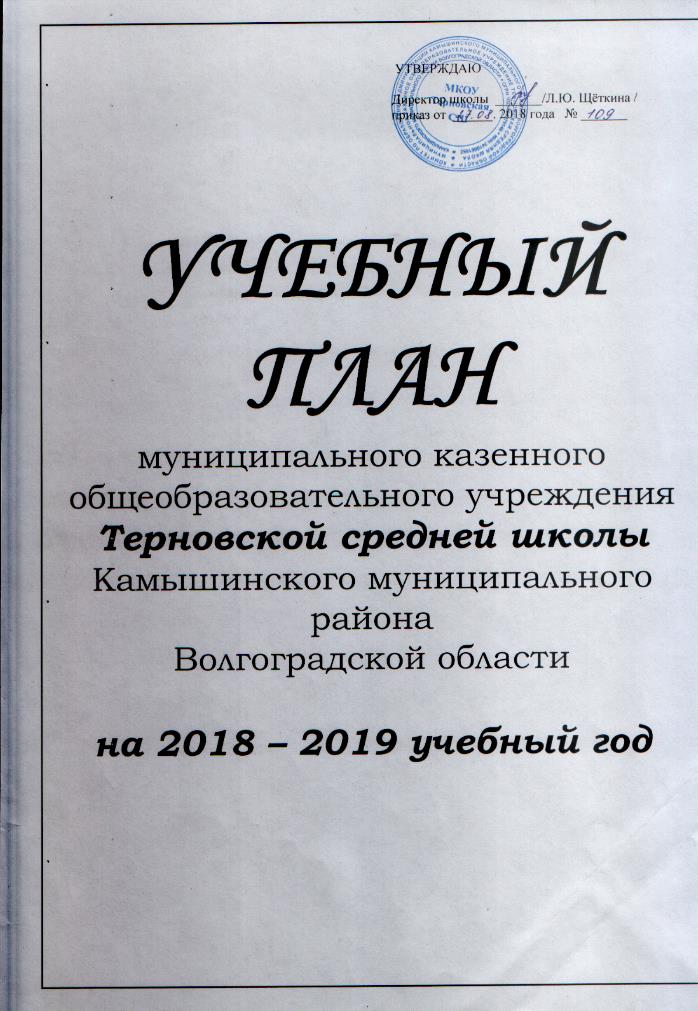 УТВЕРЖДАЮ
МКОУ
Директор школы /Л.Ю. Щёткина /
приказ от 2018 года № 109
УЧЕБНЫЙ
ПЛАН
муниципального казенного
общеобразовательного учреждения
Терновской средней школы
Камышинского муниципального
района
Волгоградской области
на 2018 – 2019 учебный год